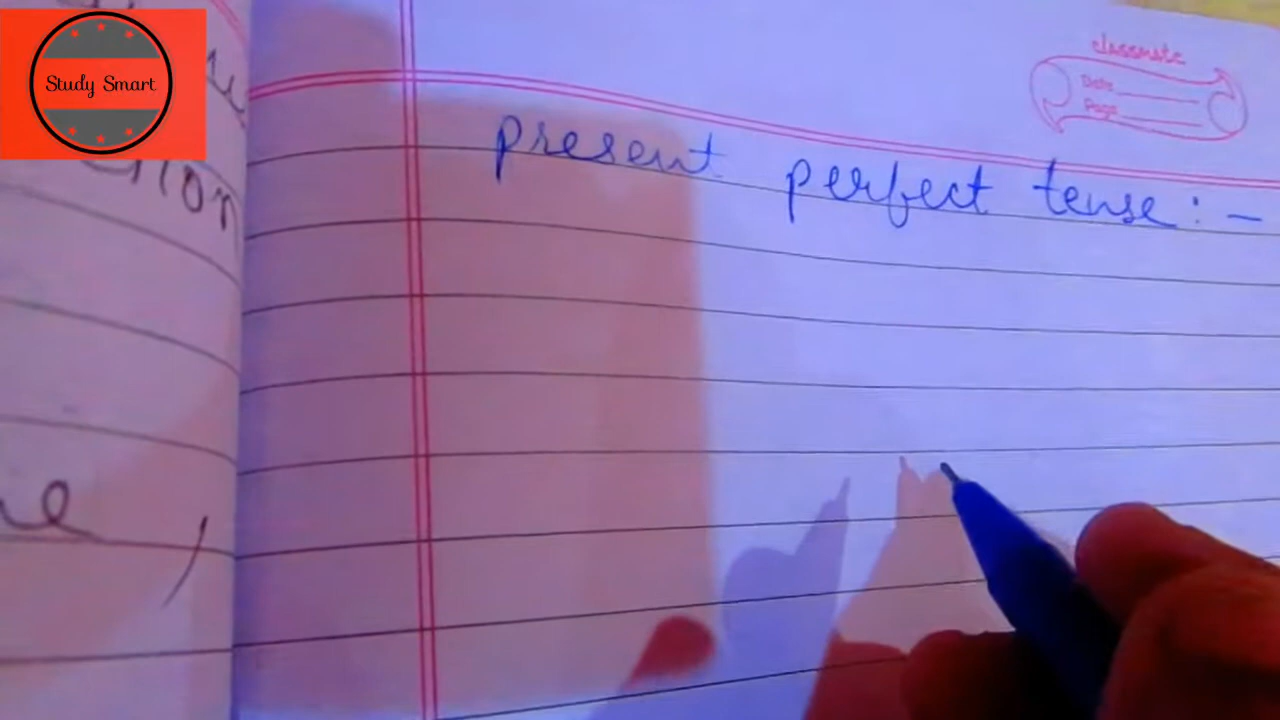 Study Smart
classmate
Date
Page
present perfect tense :-